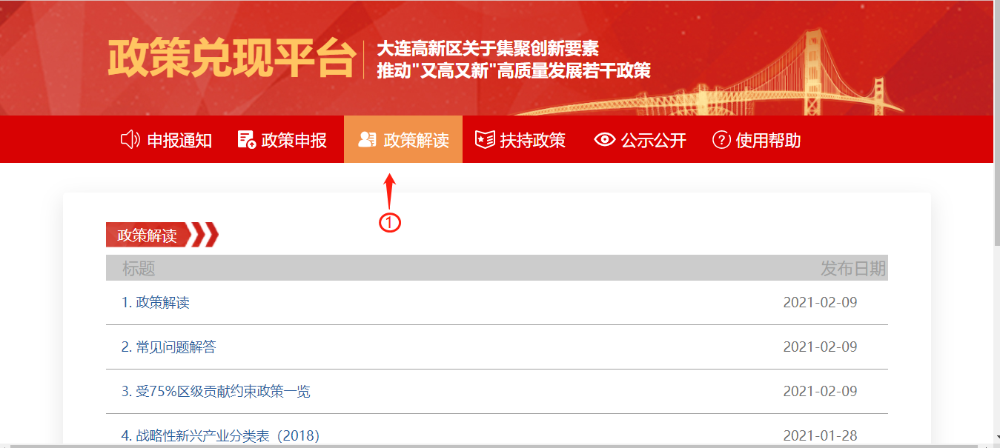 政策兑现平台
大连高新区关于集聚创新要素
推动"又高又新"高质量发展若干政策
申报通知 政策申报 政策解读 扶持政策 公示公开 使用帮助
①
政策解读
标题 发布日期
1. 政策解读 2021-02-09
2. 常见问题解答 2021-02-09
3. 受75%区级贡献约束政策一览 2021-02-09
4. 战略性新兴产业分类表（2018） 2021-01-28